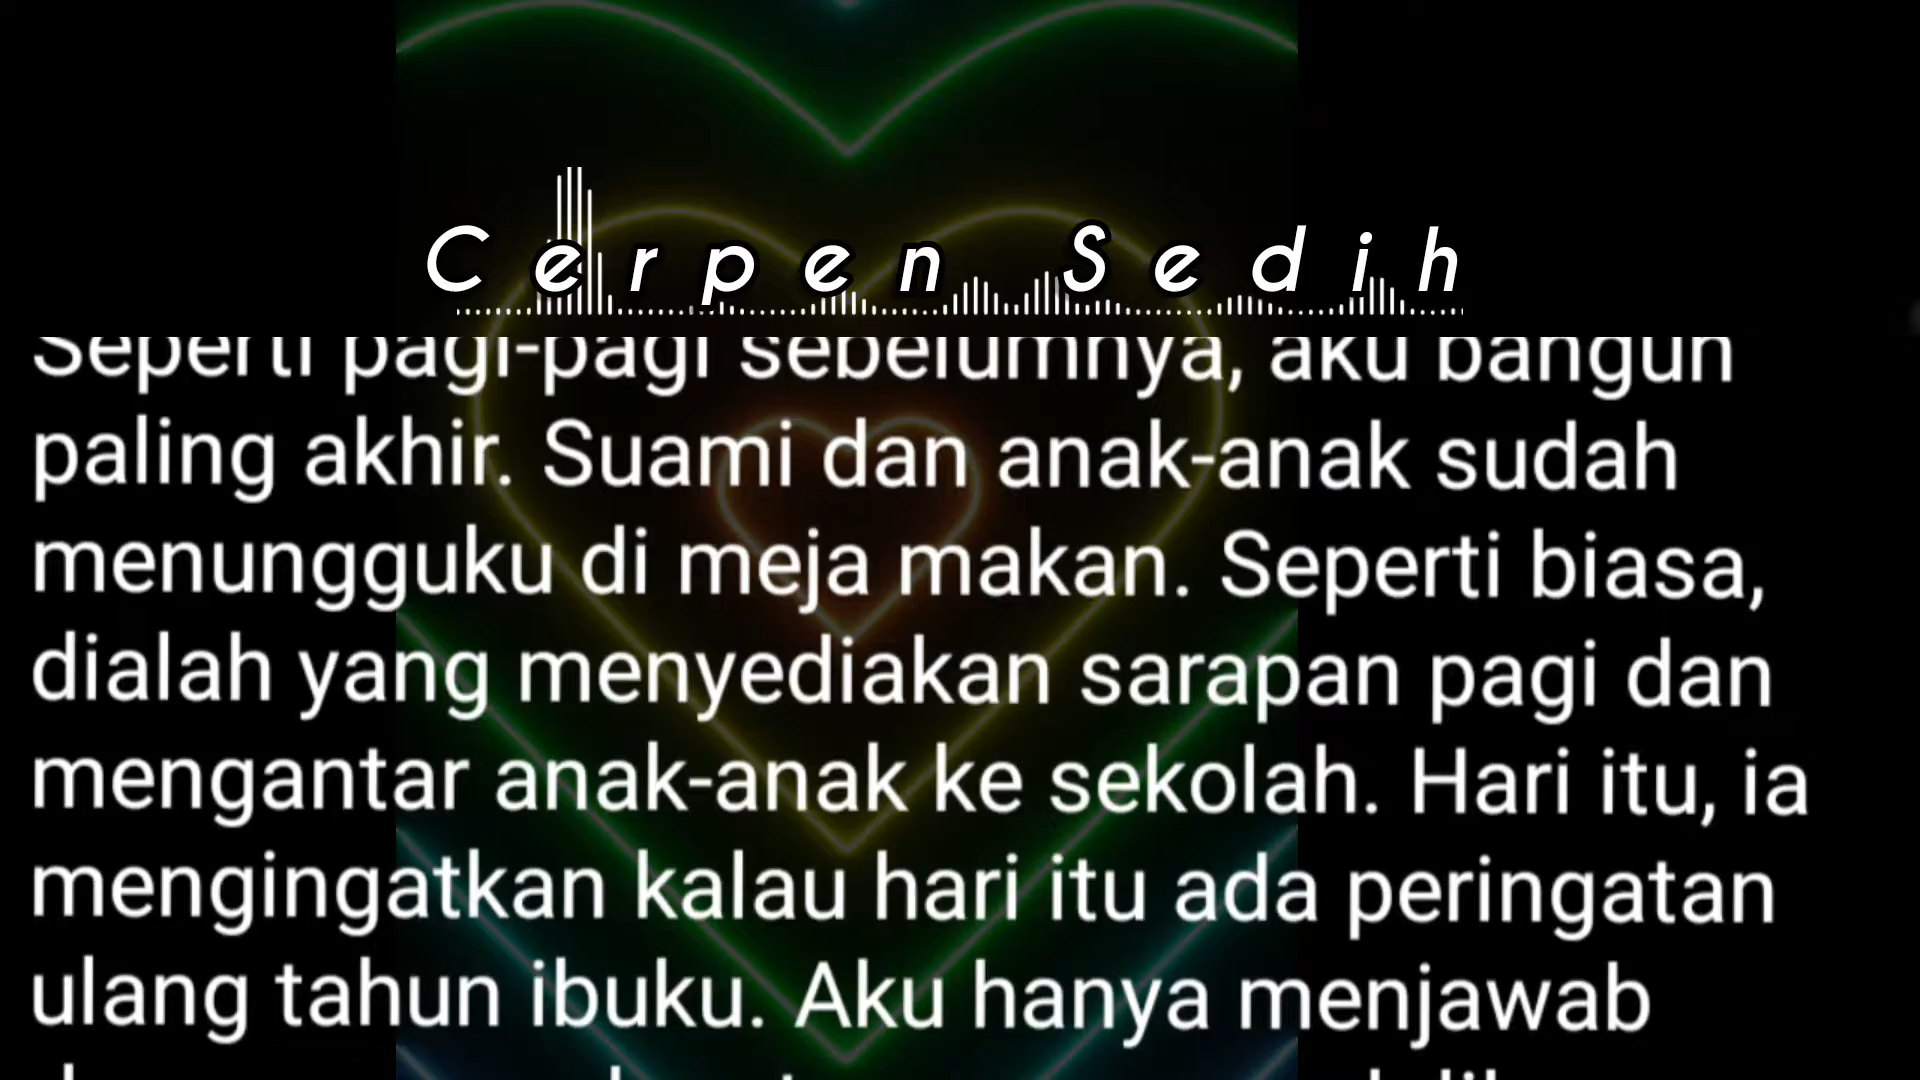 Cerpen Sedih
Seperti pagi-pagi sebelumnya, aku bangun
paling akhir. Suami dan anak-anak sudah
menungguku di meja makan. Seperti biasa,
dialah yang menyediakan sarapan pagi dan
mengantar anak-anak ke sekolah. Hari itu, ia
mengingatkan kalau hari itu ada peringatan
ulang tahun ibuku. Aku hanya menjawab